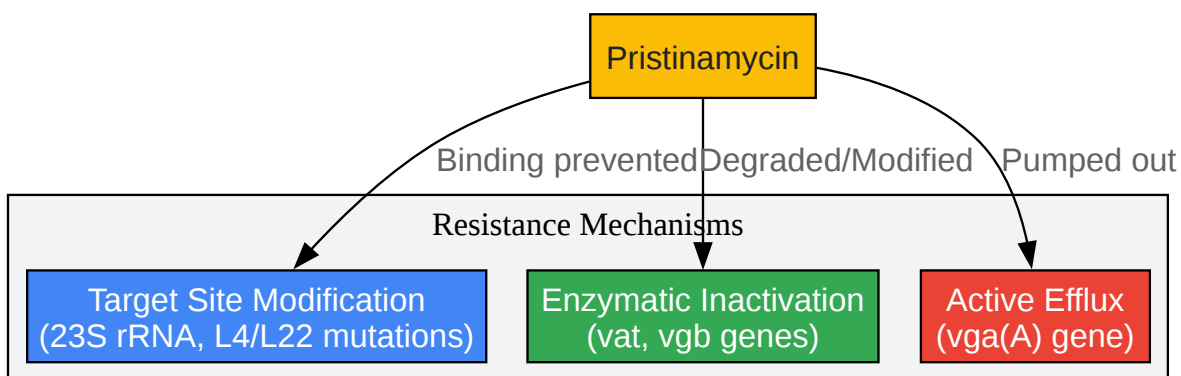 Pristinamycin
Binding prevented
Degraded/Modified
Pumped out
Resistance Mechanisms
Target Site Modification
(23S rRNA, L4/L22 mutations)
Enzymatic Inactivation
(vat, vgb genes)
Active Efflux
(vga(A) gene)